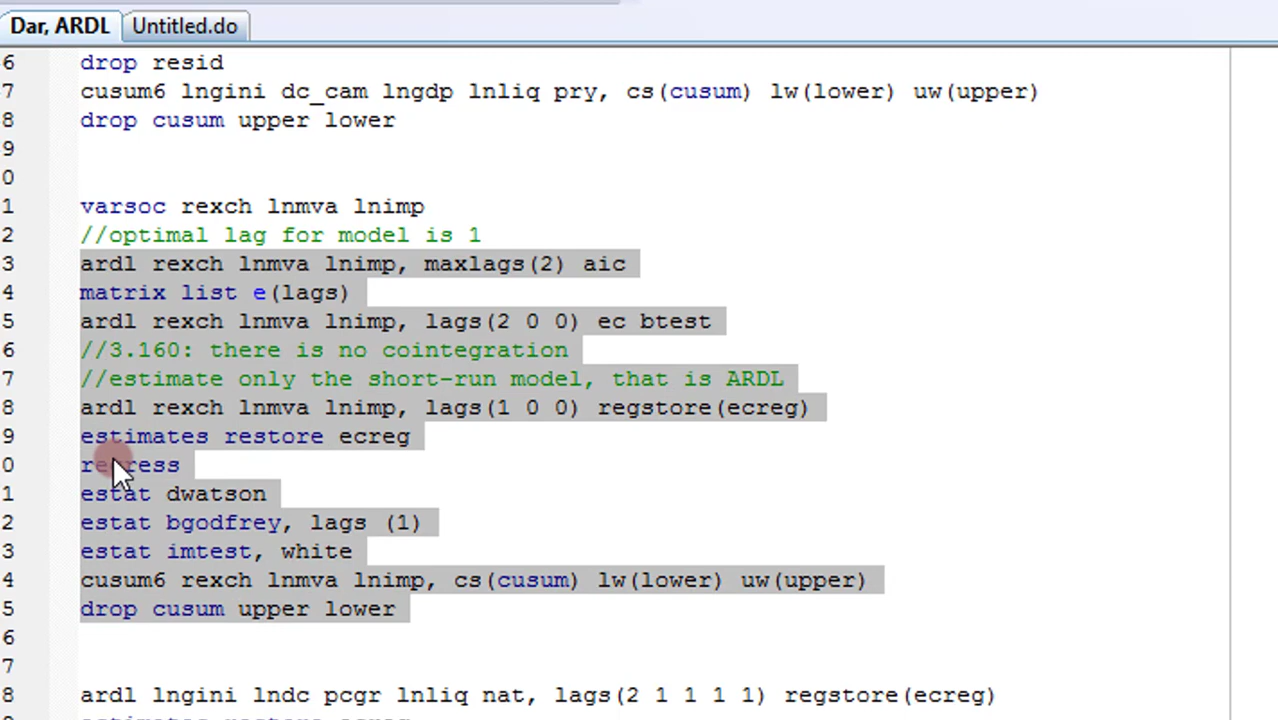 Dar, ARDL Untitled.do
6 drop resid
7 cusum6 lngini dc_cam lngdp lnliq pry, cs(cusum) lw(lower) uw(upper)
8 drop cusum upper lower
9
0
1 varsoc rexch lnmva lnimp
2 //optimal lag for model is 1
3 ardl rexch lnmva lnimp, maxlags(2) aic
4 matrix list e(lags)
5 ardl rexch lnmva lnimp, lags(2 0 0) ec btest
6 //3.160: there is no cointegration
7 //estimate only the short-run model, that is ARDL
8 ardl rexch lnmva lnimp, lags(1 0 0) regstore(ecreg)
9 estimates restore ecreg
0 regress
1 estat dwatson
2 estat bgodfrey, lags (1)
3 estat imtest, white
4 cusum6 rexch lnmva lnimp, cs(cusum) lw(lower) uw(upper)
5 drop cusum upper lower
6
7
8 ardl lngini lndc pcgr lnliq nat, lags(2 1 1 1 1) regstore(ecreg)
estimates restore ecreg